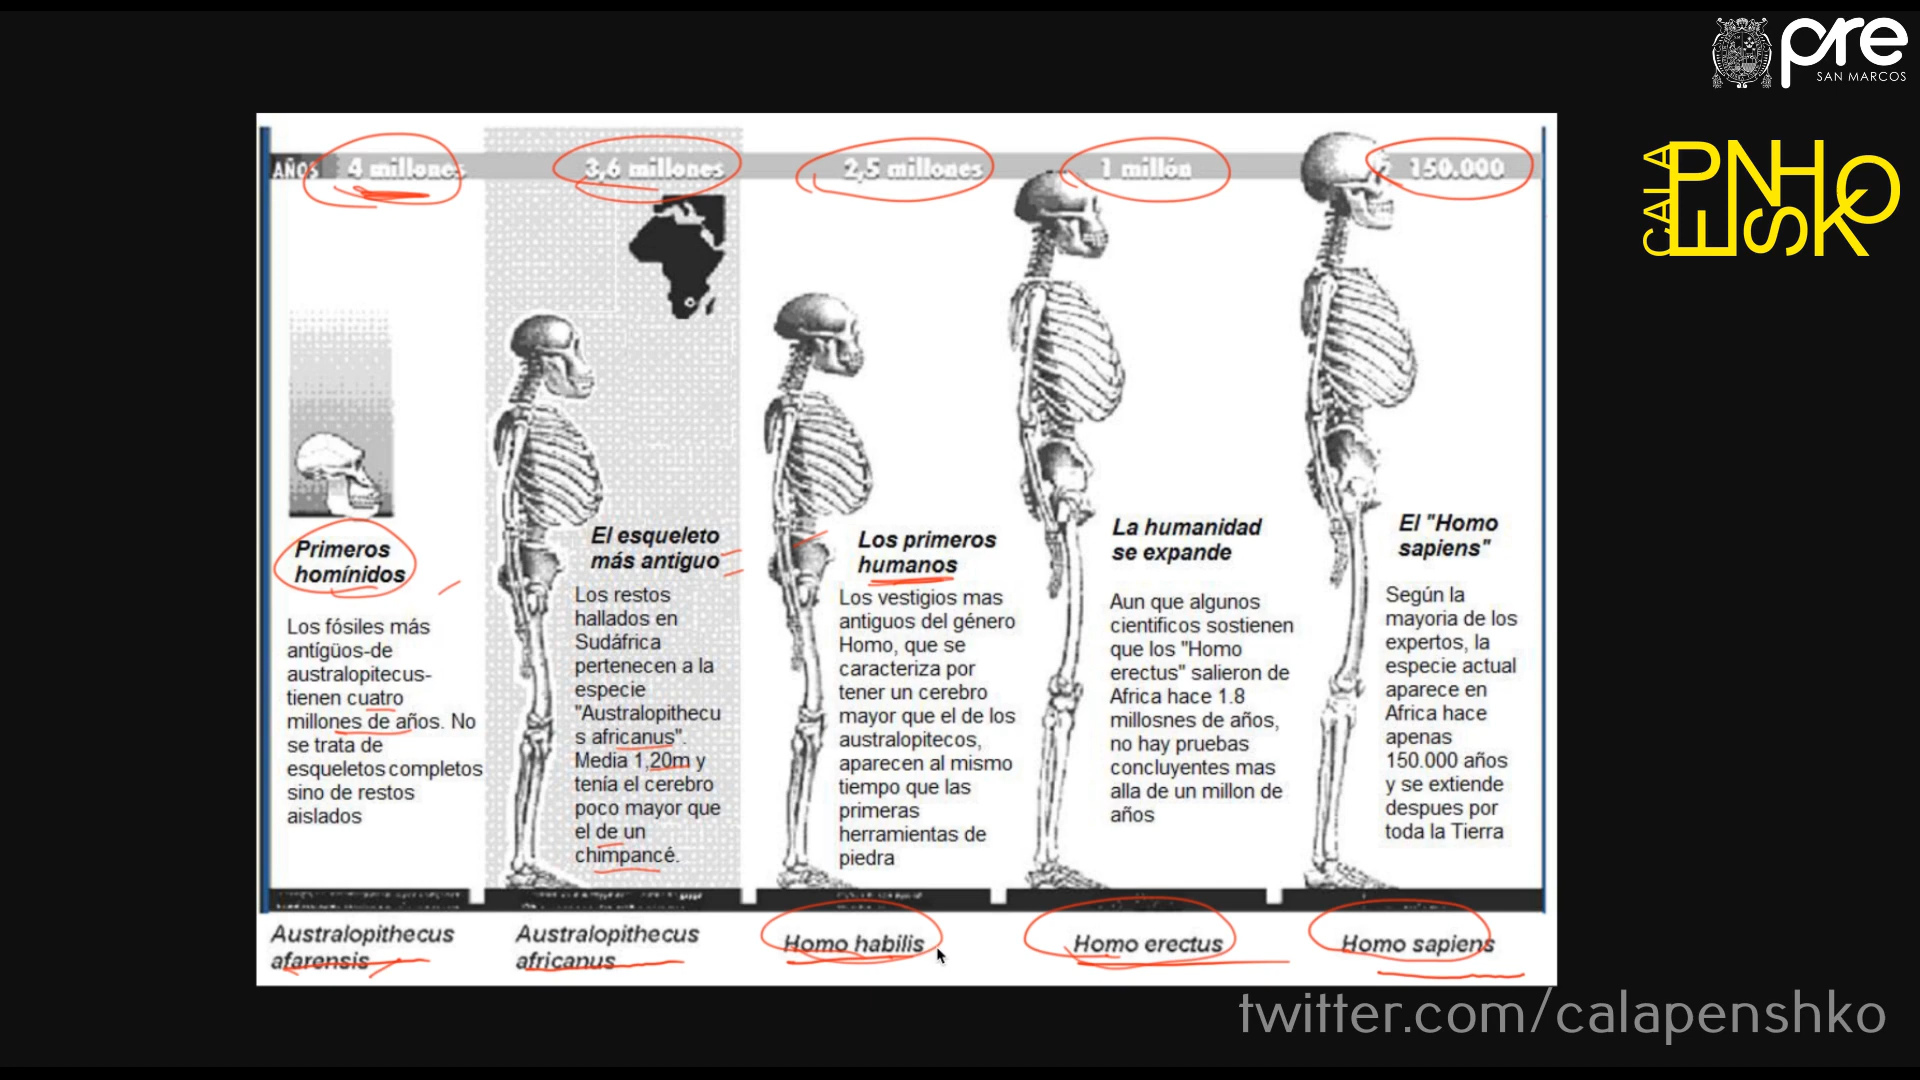 pre
SAN MARCOS
CALA
PENSHKO
AÑOS 4 millones 3,6 millones 2,5 millones 1 millón 150.000
Primeros
homínidos
Los fósiles más
antígüos-de
australopitecus-
tienen cuatro
millones de años. No
se trata de
esqueletos completos
sino de restos
aislados
El esqueleto
más antiguo
Los restos
hallados en
Sudáfrica
pertenecen a la
especie
"Australopithecu
s africanus".
Media 1,20m y
tenía el cerebro
poco mayor que
el de un
chimpancé.
Los primeros
humanos
Los vestigios mas
antiguos del género
Homo, que se
caracteriza por
tener un cerebro
mayor que el de los
australopitecos,
aparecen al mismo
tiempo que las
primeras
herramientas de
piedra
La humanidad
se expande
Aun que algunos
cientificos sostienen
que los "Homo
erectus" salieron de
Africa hace 1.8
millosnes de años,
no hay pruebas
concluyentes mas
alla de un millon de
años
El "Homo
sapiens"
Según la
mayoria de los
expertos, la
especie actual
aparece en
Africa hace
apenas
150.000 años
y se extiende
despues por
toda la Tierra
Australopithecus
afarensis
Australopithecus
africanus
Homo habilis
Homo erectus
Homo sapiens
twitter.com/calapenshko